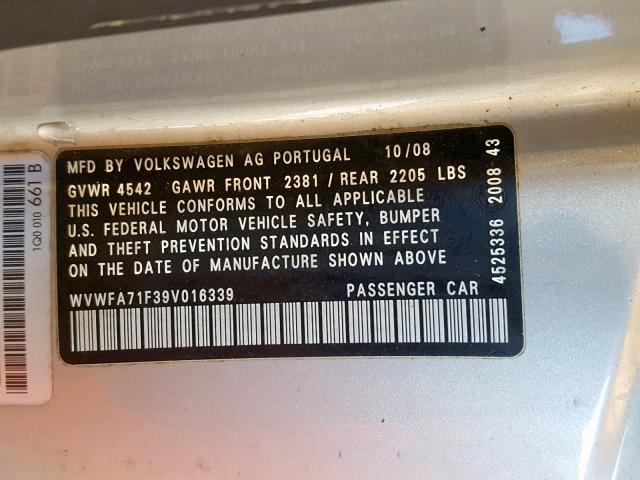 MFD BY VOLKSWAGEN AG PORTUGAL 10/08
GVWR 4542 GAWR FRONT 2381 / REAR 2205 LBS
THIS VEHICLE CONFORMS TO ALL APPLICABLE
U.S. FEDERAL MOTOR VEHICLE SAFETY, BUMPER
AND THEFT PREVENTION STANDARDS IN EFFECT
ON THE DATE OF MANUFACTURE SHOWN ABOVE
WVWFA71F39V016339 PASSENGER CAR
4525336 2008 43
1Q0 010 661 B